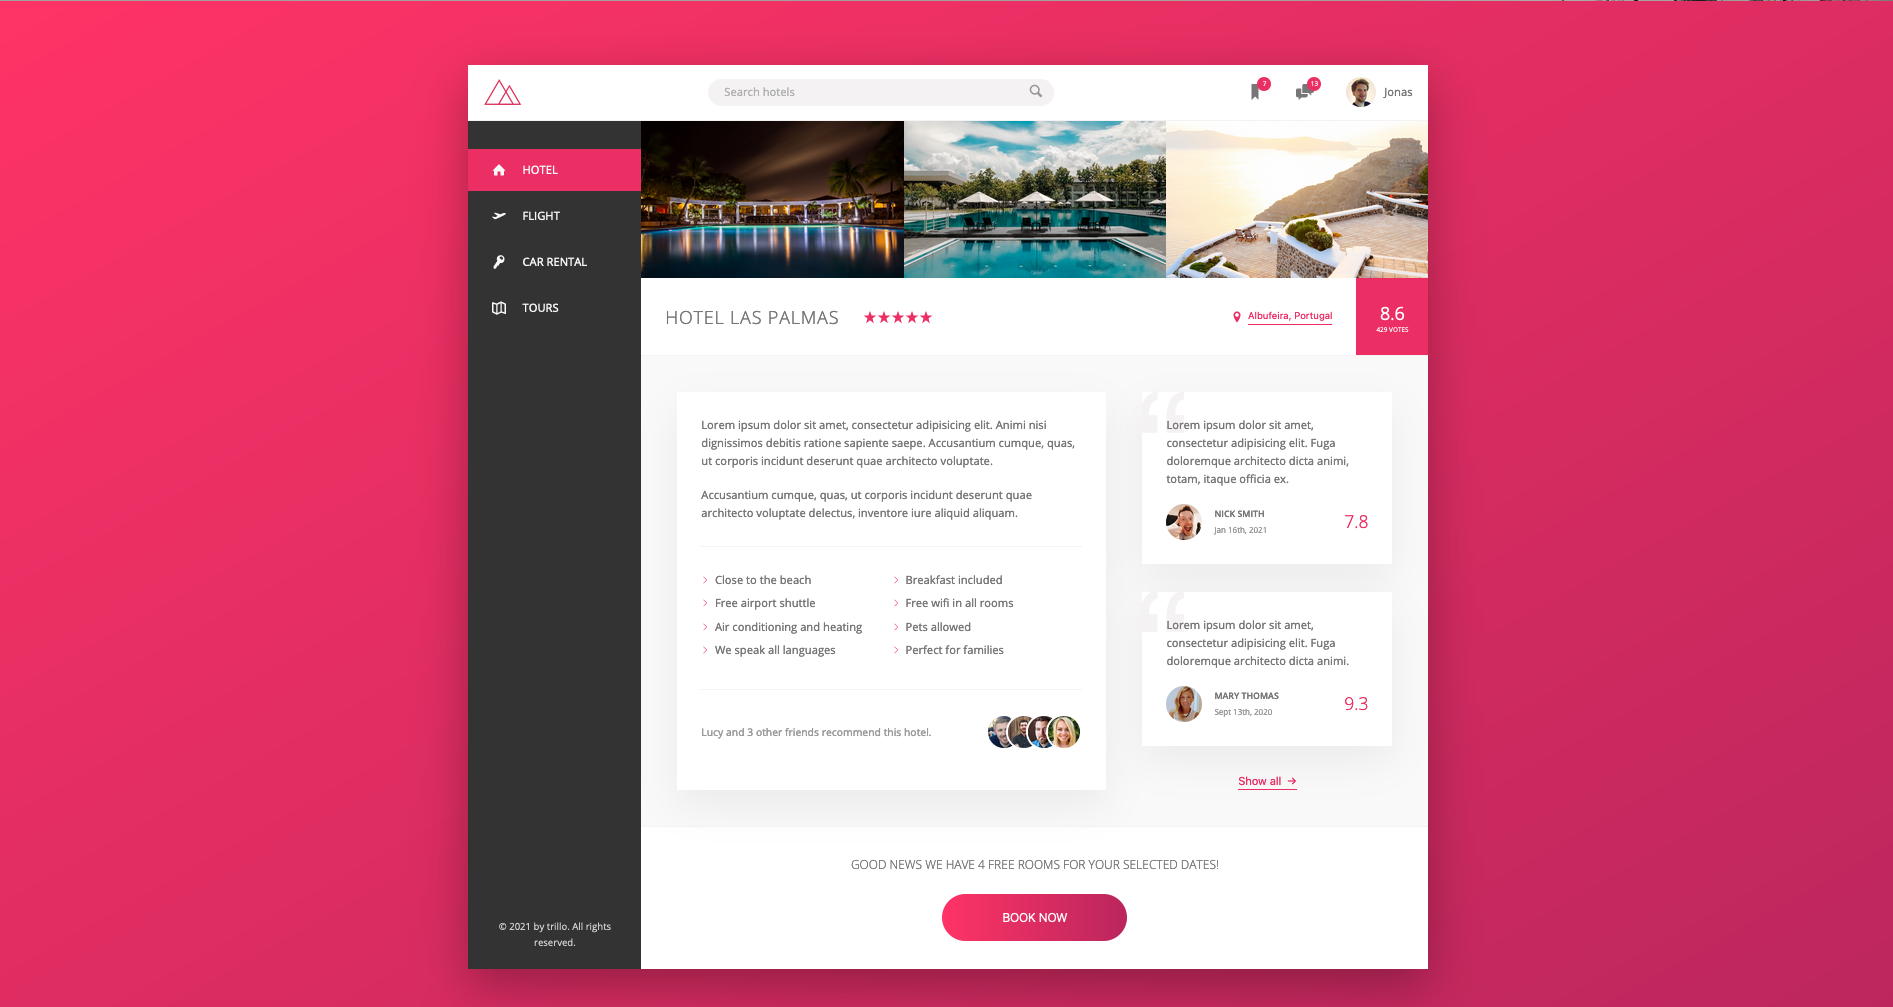 Search hotels
7
13
Jonas
HOTEL
FLIGHT
CAR RENTAL
TOURS
© 2021 by trillo. All rights
reserved.
HOTEL LAS PALMAS
Albufeira, Portugal
8.6
429 VOTES
Lorem ipsum dolor sit amet, consectetur adipisicing elit. Animi nisi
dignissimos debitis ratione sapiente saepe. Accusantium cumque, quas,
ut corporis incidunt deserunt quae architecto voluptate.
Accusantium cumque, quas, ut corporis incidunt deserunt quae
architecto voluptate delectus, inventore iure aliquid aliquam.
Close to the beach
Free airport shuttle
Air conditioning and heating
We speak all languages
Breakfast included
Free wifi in all rooms
Pets allowed
Perfect for families
Lucy and 3 other friends recommend this hotel.
“
Lorem ipsum dolor sit amet,
consectetur adipisicing elit. Fuga
doloremque architecto dicta animi,
totam, itaque officia ex.
NICK SMITH
Jan 16th, 2021
7.8
“
Lorem ipsum dolor sit amet,
consectetur adipisicing elit. Fuga
doloremque architecto dicta animi.
MARY THOMAS
Sept 13th, 2020
9.3
Show all →
GOOD NEWS WE HAVE 4 FREE ROOMS FOR YOUR SELECTED DATES!
BOOK NOW